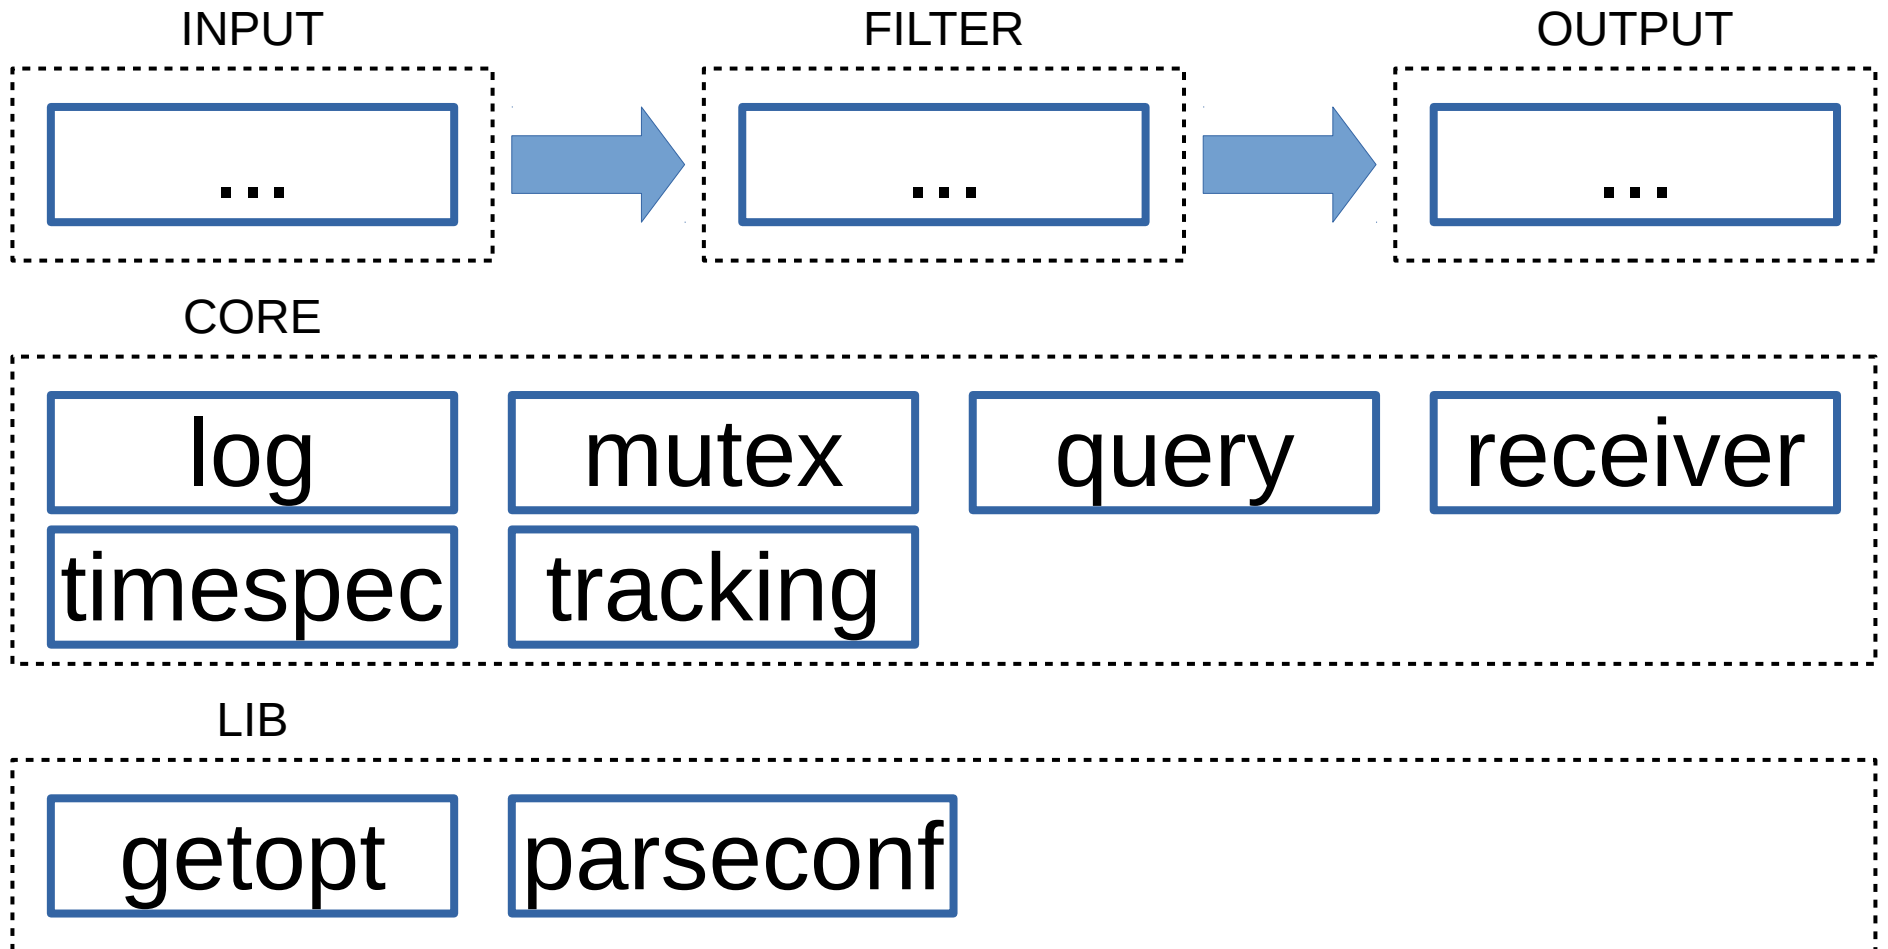 INPUT FILTER OUTPUT
... ... ...
CORE
log mutex query receiver
timespec tracking
LIB
getopt parseconf